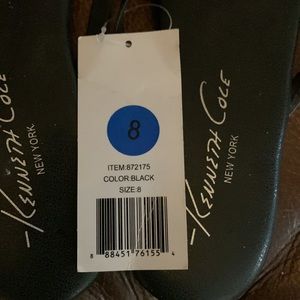 8
ITEM:872175
COLOR:BLACK
SIZE:8
8 88451 76155 4
KENNETH COLE
NEW YORK
KENNETH COLE
NEW YORK